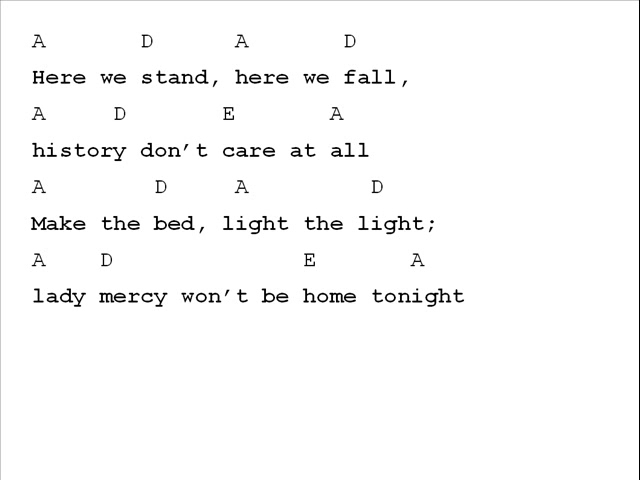 A       D      A       D
Here we stand, here we fall,
A     D       E       A
history don’t care at all
A        D     A         D
Make the bed, light the light;
A    D              E       A
lady mercy won’t be home tonight